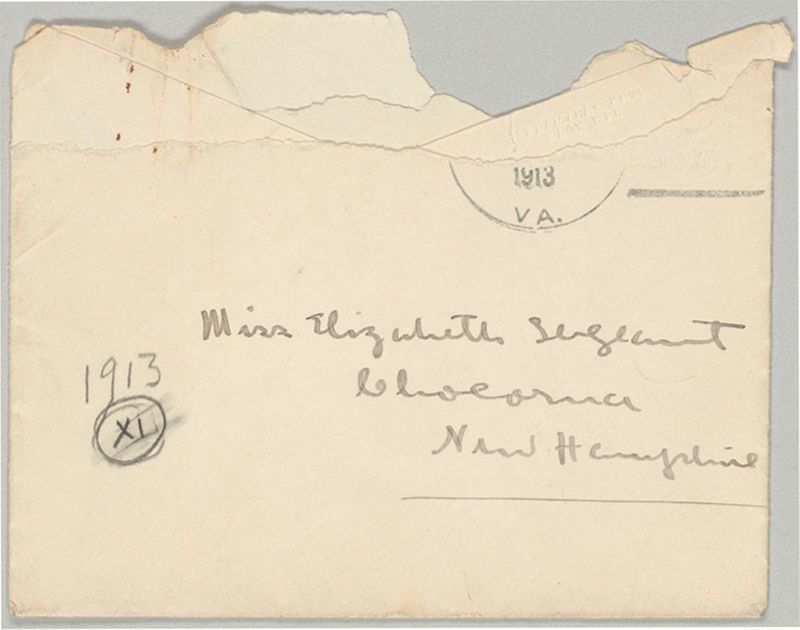 1913
VA.
Miss Elizabeth Sergeant
Chocorua
New Hampshire
1913
XI